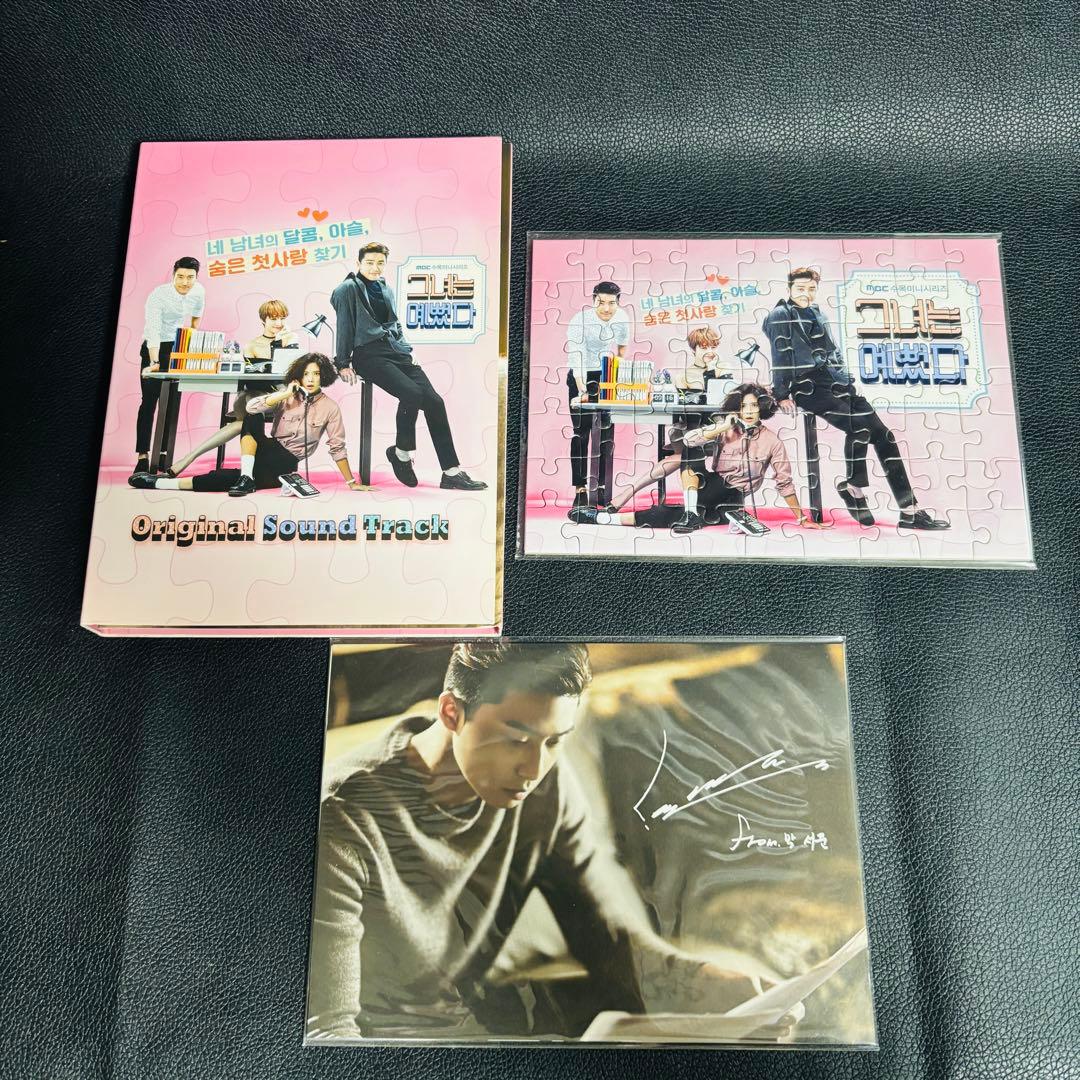 네 남녀의 달콤, 아슬,
숨은 첫사랑 찾기
MBC 수목미니시리즈
그녀는
예뻤다
Original Sound Track
네 남녀의 달콤, 아슬,
숨은 첫사랑 찾기
MBC 수목미니시리즈
그녀는
예뻤다
from. 박서준